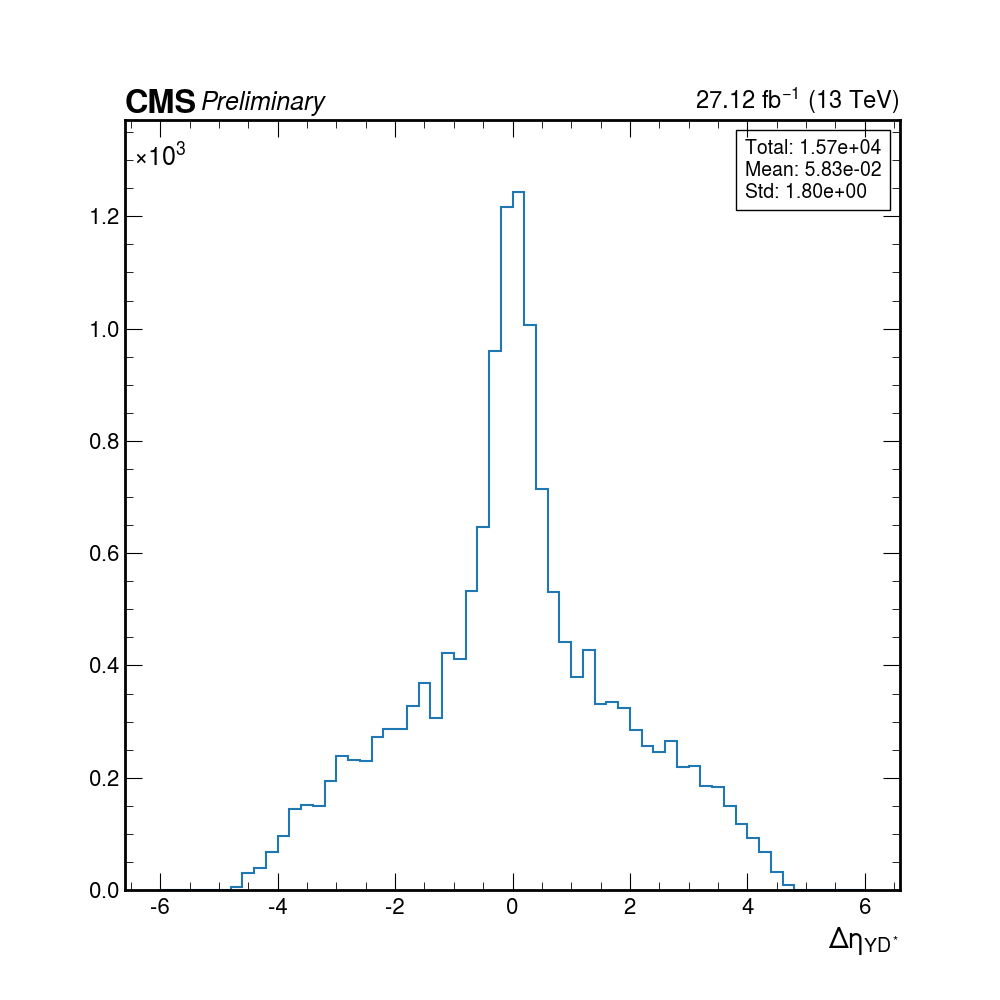 CMS Preliminary 27.12 fb⁻¹ (13 TeV)
×10³
Total: 1.57e+04
Mean: 5.83e-02
Std: 1.80e+00
1.2
1.0
0.8
0.6
0.4
0.2
0.0
-6 -4 -2 0 2 4 6
Δη_YD*